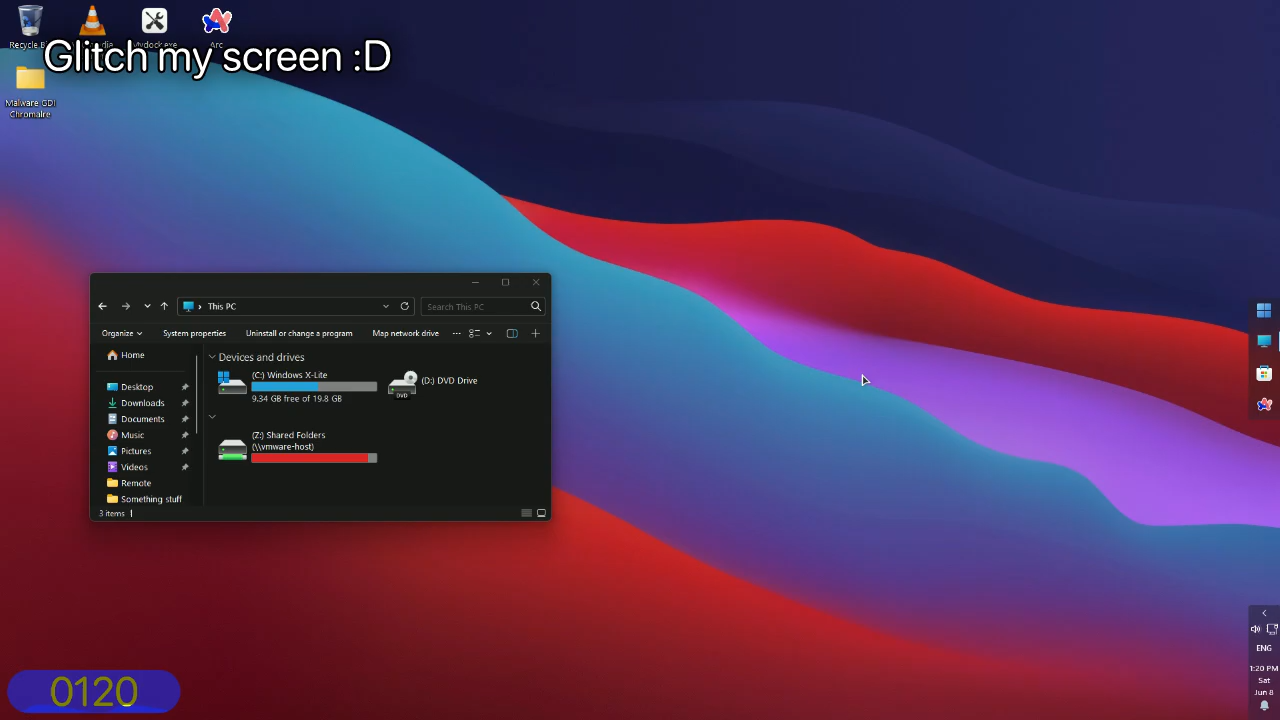 Glitch my screen :D
Arc
Malware GDI
Chromaire
This PC
Search This PC
Organize
System properties
Uninstall or change a program
Map network drive
Home
Desktop
Downloads
Documents
Music
Pictures
Videos
Remote
Something stuff
Devices and drives
(C:) Windows X-Lite
9.34 GB free of 19.8 GB
(D:) DVD Drive
DVD
(Z:) Shared Folders
(\\vmware-host)
3 items
ENG
1:20 PM
Sat
Jun 8
0120